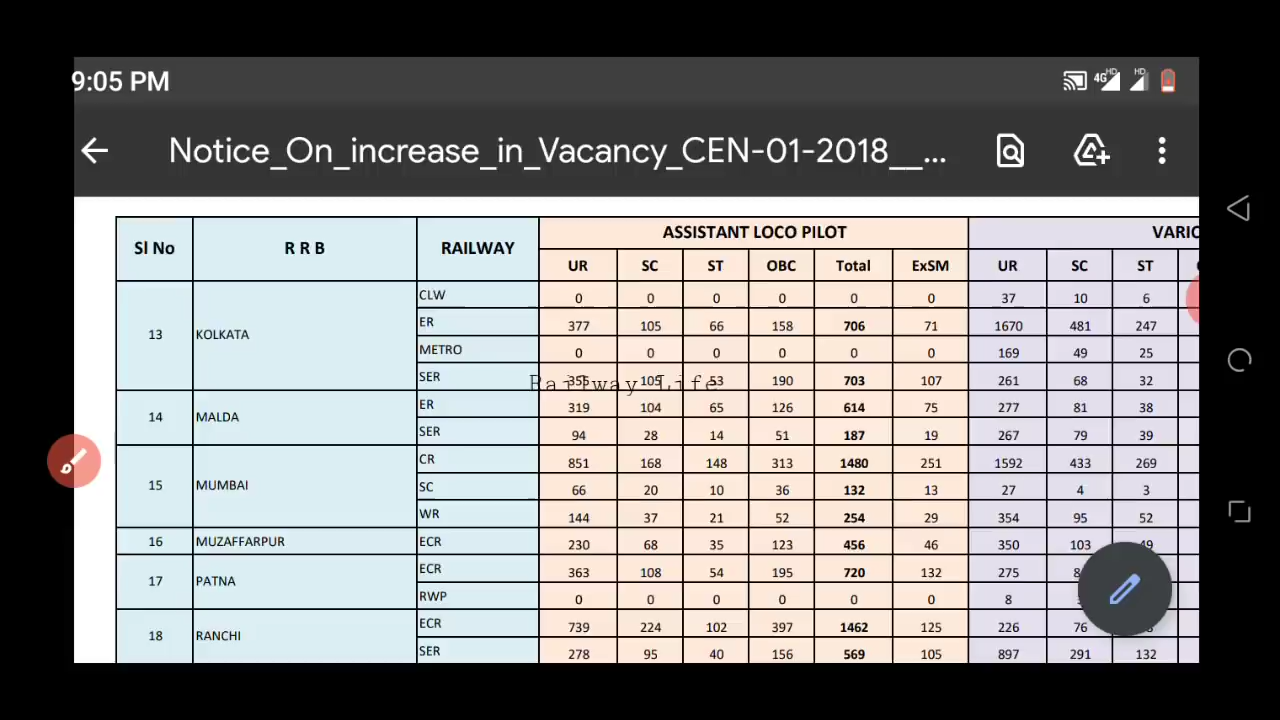 9:05 PM 4G HD HD
Notice_On_increase_in_Vacancy_CEN-01-2018__...
Sl No R R B RAILWAY ASSISTANT LOCO PILOT VARIO
UR SC ST OBC Total ExSM UR SC ST
13 KOLKATA CLW 0 0 0 0 0 0 37 10 6
ER 377 105 66 158 706 71 1670 481 247
METRO 0 0 0 0 0 0 169 49 25
SER 355 105 53 190 703 107 261 68 32
Railway Life
14 MALDA ER 319 104 65 126 614 75 277 81 38
SER 94 28 14 51 187 19 267 79 39
15 MUMBAI CR 851 168 148 313 1480 251 1592 433 269
SC 66 20 10 36 132 13 27 4 3
WR 144 37 21 52 254 29 354 95 52
16 MUZAFFARPUR ECR 230 68 35 123 456 46 350 103 49
17 PATNA ECR 363 108 54 195 720 132 275
RWP 0 0 0 0 0 0 8
18 RANCHI ECR 739 224 102 397 1462 125 226 76
SER 278 95 40 156 569 105 897 291 132